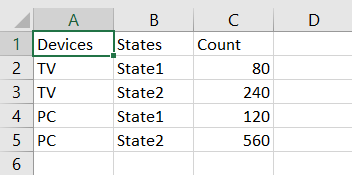 A B C D
1 Devices States Count
2 TV State1 80
3 TV State2 240
4 PC State1 120
5 PC State2 560
6